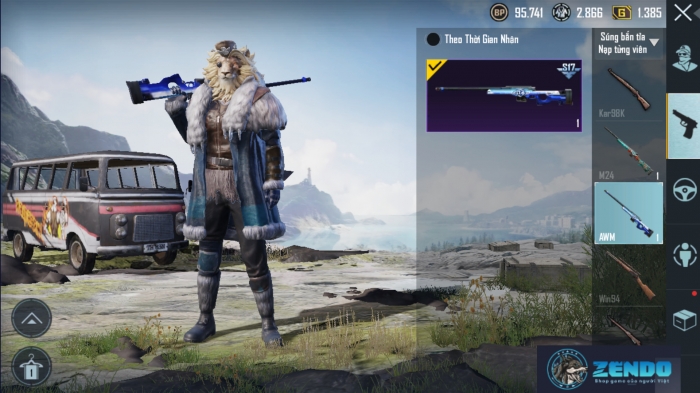 BP 95.741 2.866 G 1.385
Theo Thời Gian Nhận
Súng bắn tỉa
Nạp từng viên
S17
1
Kar98K
M24 1
AWM 1
Win94
ZENDO
Shop game của người Việt